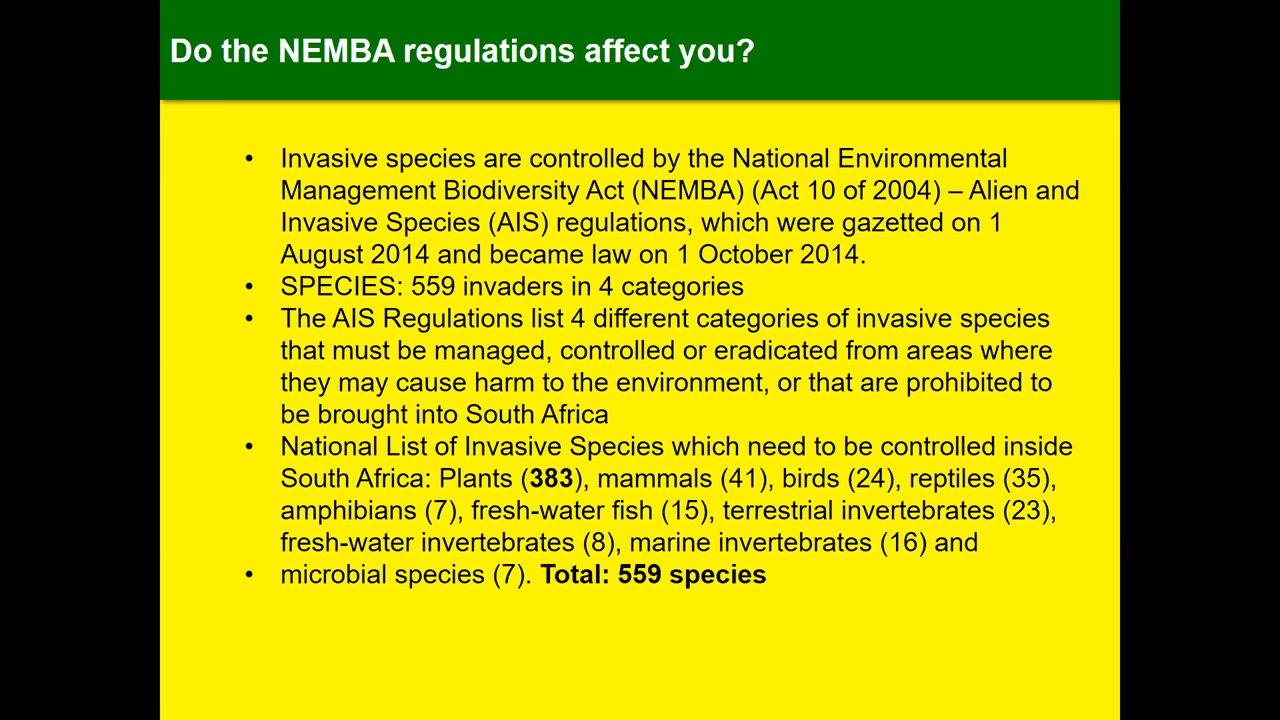 Do the NEMBA regulations affect you?
• Invasive species are controlled by the National Environmental
Management Biodiversity Act (NEMBA) (Act 10 of 2004) – Alien and
Invasive Species (AIS) regulations, which were gazetted on 1
August 2014 and became law on 1 October 2014.
• SPECIES: 559 invaders in 4 categories
• The AIS Regulations list 4 different categories of invasive species
that must be managed, controlled or eradicated from areas where
they may cause harm to the environment, or that are prohibited to
be brought into South Africa
• National List of Invasive Species which need to be controlled inside
South Africa: Plants (383), mammals (41), birds (24), reptiles (35),
amphibians (7), fresh-water fish (15), terrestrial invertebrates (23),
fresh-water invertebrates (8), marine invertebrates (16) and
• microbial species (7). Total: 559 species